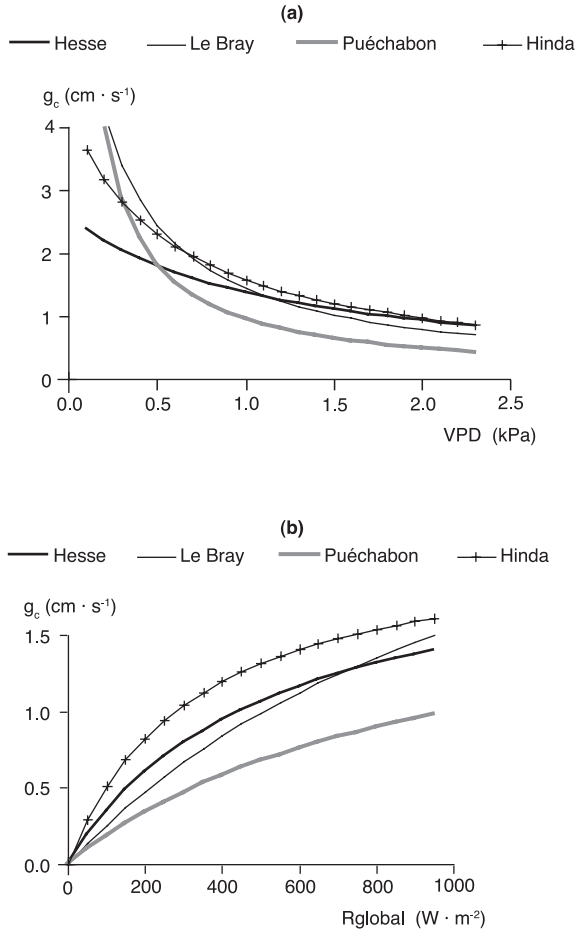 (a)
Hesse Le Bray Puéchabon Hinda
g_c (cm · s⁻¹)
4
3
2
1
0
0.0 0.5 1.0 1.5 2.0 2.5
VPD (kPa)
(b)
Hesse Le Bray Puéchabon Hinda
g_c (cm · s⁻¹)
1.5
1.0
0.5
0.0
0 200 400 600 800 1000
Rglobal (W · m⁻²)